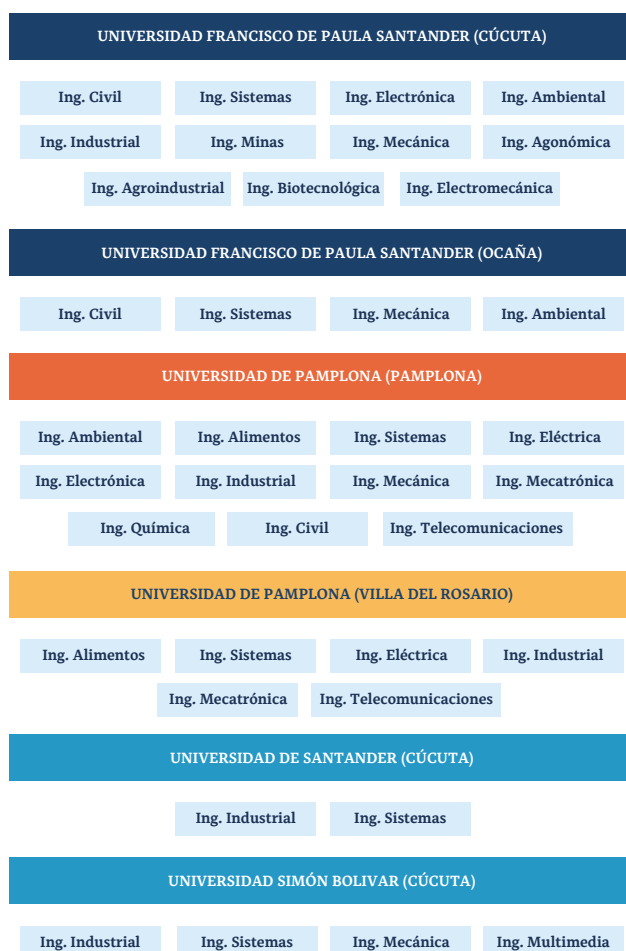 UNIVERSIDAD FRANCISCO DE PAULA SANTANDER (CÚCUTA)
Ing. Civil Ing. Sistemas Ing. Electrónica Ing. Ambiental
Ing. Industrial Ing. Minas Ing. Mecánica Ing. Agonómica
Ing. Agroindustrial Ing. Biotecnológica Ing. Electromecánica
UNIVERSIDAD FRANCISCO DE PAULA SANTANDER (OCAÑA)
Ing. Civil Ing. Sistemas Ing. Mecánica Ing. Ambiental
UNIVERSIDAD DE PAMPLONA (PAMPLONA)
Ing. Ambiental Ing. Alimentos Ing. Sistemas Ing. Eléctrica
Ing. Electrónica Ing. Industrial Ing. Mecánica Ing. Mecatrónica
Ing. Química Ing. Civil Ing. Telecomunicaciones
UNIVERSIDAD DE PAMPLONA (VILLA DEL ROSARIO)
Ing. Alimentos Ing. Sistemas Ing. Eléctrica Ing. Industrial
Ing. Mecatrónica Ing. Telecomunicaciones
UNIVERSIDAD DE SANTANDER (CÚCUTA)
Ing. Industrial Ing. Sistemas
UNIVERSIDAD SIMÓN BOLIVAR (CÚCUTA)
Ing. Industrial Ing. Sistemas Ing. Mecánica Ing. Multimedia